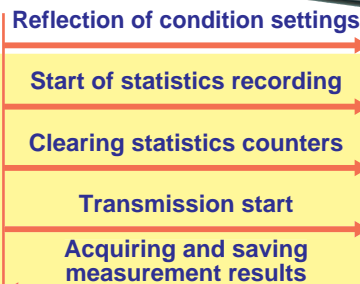 Reflection of condition settings
Start of statistics recording
Clearing statistics counters
Transmission start
Acquiring and saving
measurement results